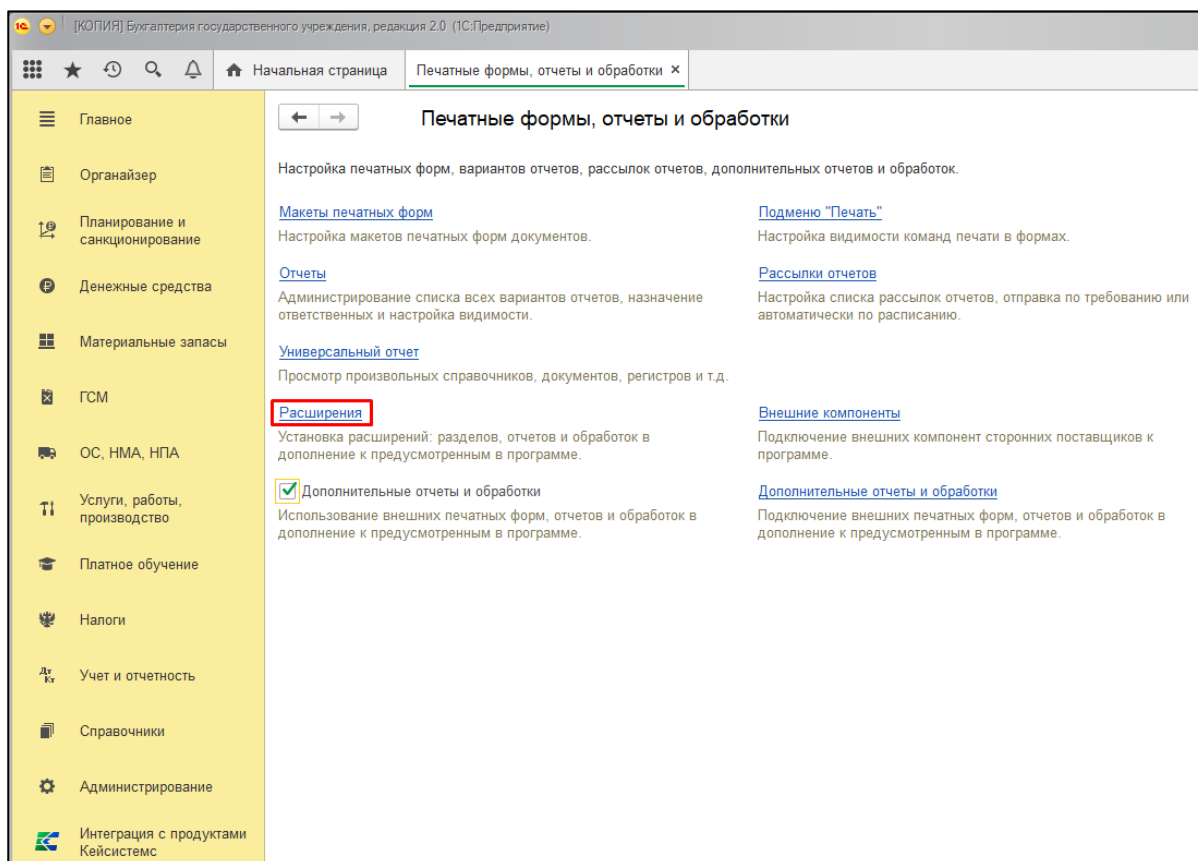 [КОПИЯ] Бухгалтерия государственного учреждения, редакция 2.0 (1С:Предприятие)
Начальная страница
Печатные формы, отчеты и обработки
Главное
Органайзер
Планирование и
санкционирование
Денежные средства
Материальные запасы
ГСМ
ОС, НМА, НПА
Услуги, работы,
производство
Платное обучение
Налоги
Дт
Кт
Учет и отчетность
Справочники
Администрирование
Интеграция с продуктами
Кейсистемс
Печатные формы, отчеты и обработки
Настройка печатных форм, вариантов отчетов, рассылок отчетов, дополнительных отчетов и обработок.
Макеты печатных форм
Настройка макетов печатных форм документов.
Отчеты
Администрирование списка всех вариантов отчетов, назначение
ответственных и настройка видимости.
Универсальный отчет
Просмотр произвольных справочников, документов, регистров и т.д.
Расширения
Установка расширений: разделов, отчетов и обработок в
дополнение к предусмотренным в программе.
Дополнительные отчеты и обработки
Использование внешних печатных форм, отчетов и обработок в
дополнение к предусмотренным в программе.
Подменю "Печать"
Настройка видимости команд печати в формах.
Рассылки отчетов
Настройка списка рассылок отчетов, отправка по требованию или
автоматически по расписанию.
Внешние компоненты
Подключение внешних компонент сторонних поставщиков к
программе.
Дополнительные отчеты и обработки
Подключение внешних печатных форм, отчетов и обработок в
дополнение к предусмотренным в программе.